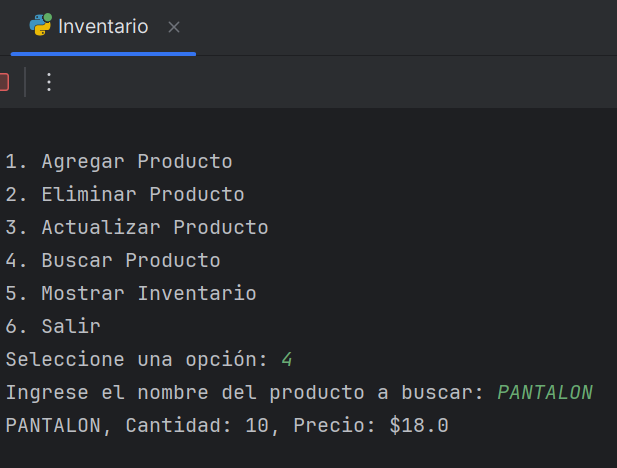 Inventario
1. Agregar Producto
2. Eliminar Producto
3. Actualizar Producto
4. Buscar Producto
5. Mostrar Inventario
6. Salir
Seleccione una opción: 4
Ingrese el nombre del producto a buscar: PANTALON
PANTALON, Cantidad: 10, Precio: $18.0